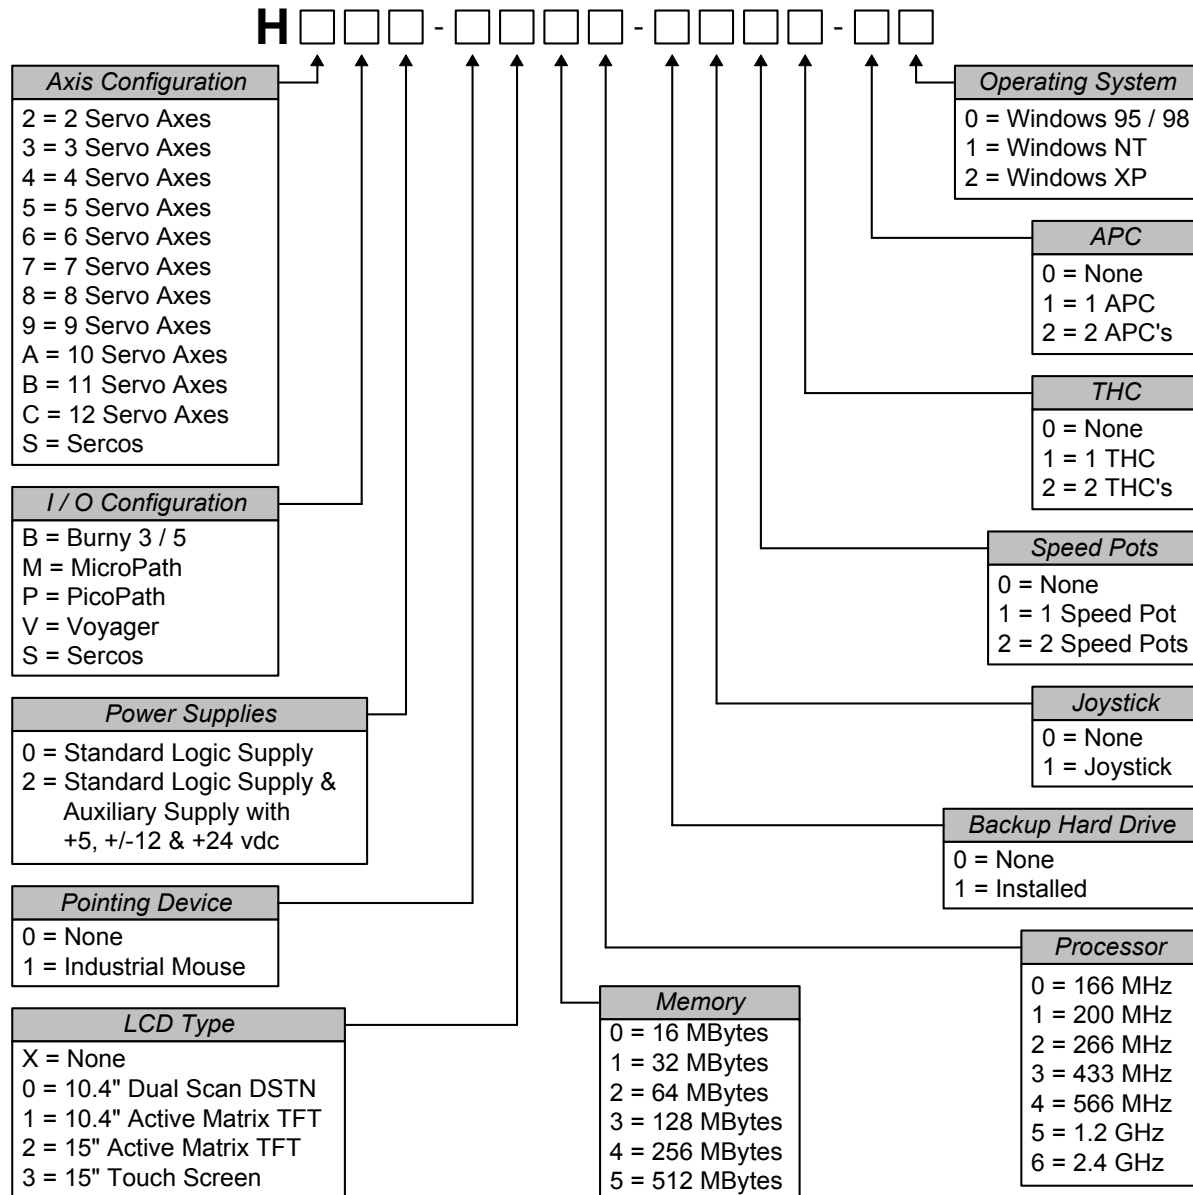 H - - -
Axis Configuration
2 = 2 Servo Axes
3 = 3 Servo Axes
4 = 4 Servo Axes
5 = 5 Servo Axes
6 = 6 Servo Axes
7 = 7 Servo Axes
8 = 8 Servo Axes
9 = 9 Servo Axes
A = 10 Servo Axes
B = 11 Servo Axes
C = 12 Servo Axes
S = Sercos
I / O Configuration
B = Burny 3 / 5
M = MicroPath
P = PicoPath
V = Voyager
S = Sercos
Power Supplies
0 = Standard Logic Supply
2 = Standard Logic Supply &
Auxiliary Supply with
+5, +/-12 & +24 vdc
Pointing Device
0 = None
1 = Industrial Mouse
LCD Type
X = None
0 = 10.4" Dual Scan DSTN
1 = 10.4" Active Matrix TFT
2 = 15" Active Matrix TFT
3 = 15" Touch Screen
Memory
0 = 16 MBytes
1 = 32 MBytes
2 = 64 MBytes
3 = 128 MBytes
4 = 256 MBytes
5 = 512 MBytes
Operating System
0 = Windows 95 / 98
1 = Windows NT
2 = Windows XP
APC
0 = None
1 = 1 APC
2 = 2 APC's
THC
0 = None
1 = 1 THC
2 = 2 THC's
Speed Pots
0 = None
1 = 1 Speed Pot
2 = 2 Speed Pots
Joystick
0 = None
1 = Joystick
Backup Hard Drive
0 = None
1 = Installed
Processor
0 = 166 MHz
1 = 200 MHz
2 = 266 MHz
3 = 433 MHz
4 = 566 MHz
5 = 1.2 GHz
6 = 2.4 GHz